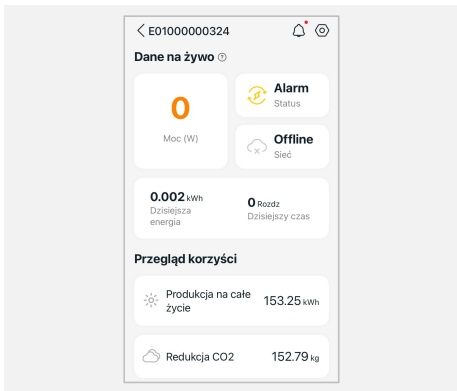 E01000000324
Dane na żywo ?
0
Moc (W)
Alarm
Status
Offline
Sieć
0.002 kWh
Dzisiejsza
energia
0 Rozdz
Dzisiejszy czas
Przegląd korzyści
Produkcja na całe
życie
153.25 kWh
Redukcja CO2
152.79 kg